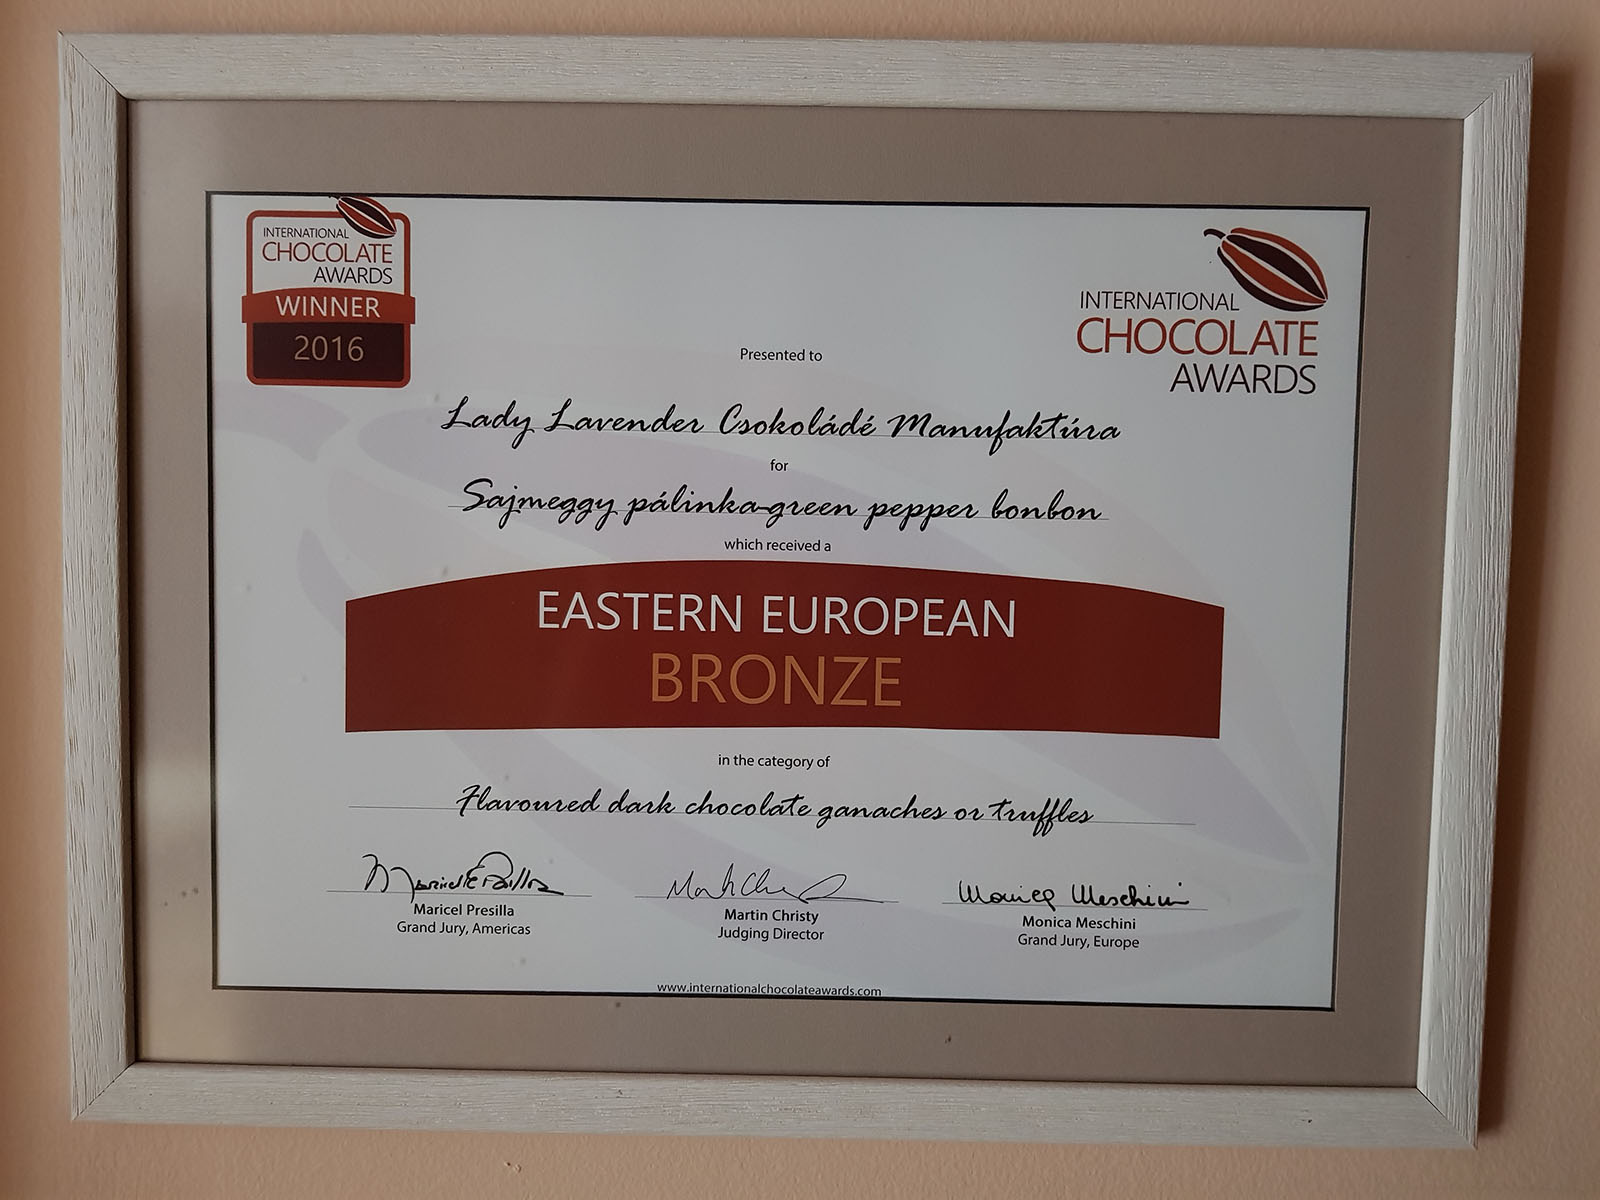 INTERNATIONAL
CHOCOLATE
AWARDS
WINNER
2016
INTERNATIONAL
CHOCOLATE
AWARDS
Presented to
Lady Lavender Csokoládé Manufaktúra
for
Sajmeggy pálinka-green pepper bonbon
which received a
EASTERN EUROPEAN
BRONZE
in the category of
Flavoured dark chocolate ganaches or truffles
Monica Meschini
Maricel Presilla
Grand Jury, Americas
Martin Christy
Judging Director
Monica Meschini
Grand Jury, Europe
www.internationalchocolateawards.com